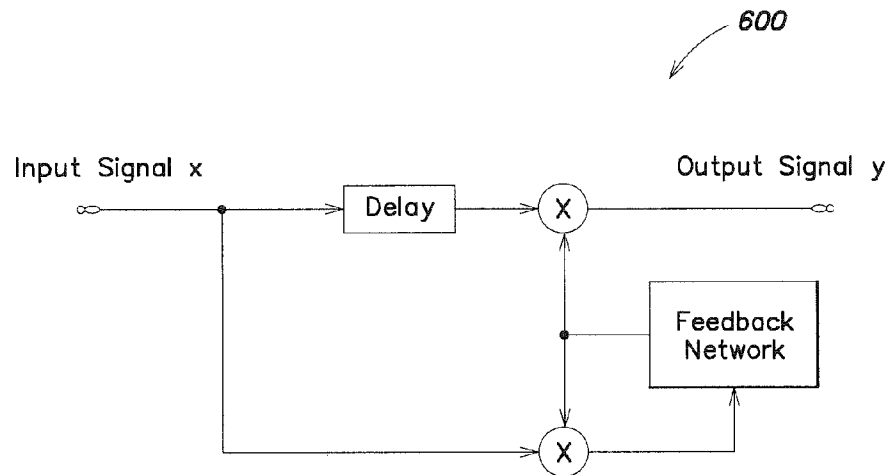 600
Input Signal x
Output Signal y
Delay
X
Feedback
Network
X